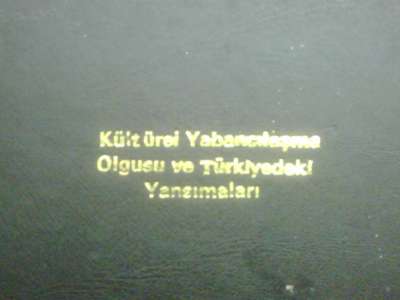 Kültürel Yabancılaşma
Olgusu ve Türkiyedeki
Yansımaları